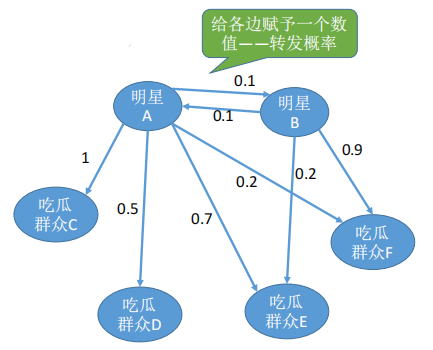 给各边赋予一个数
值——转发概率
0.1
明星
A
明星
B
0.1
1
0.5
0.7
0.2
0.2
0.9
吃瓜
群众C
吃瓜
群众D
吃瓜
群众E
吃瓜
群众F